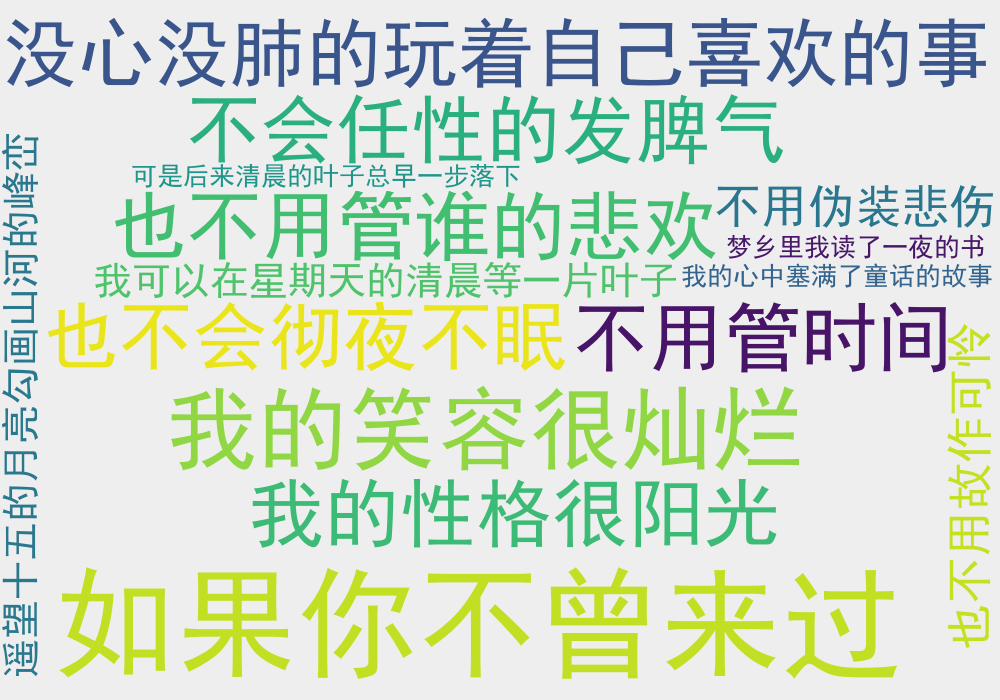 没心没肺的玩着自己喜欢的事
不会任性的发脾气
可是后来清晨的叶子总早一步落下
也不用管谁的悲欢
不用伪装悲伤
梦乡里我读了一夜的书
我可以在星期天的清晨等一片叶子
我的心中塞满了童话的故事
也不会彻夜不眠
不用管时间
我的笑容很灿烂
我的性格很阳光
如果你不曾来过
遥望十五的月亮勾画山河的峰峦
也不用故作可怜